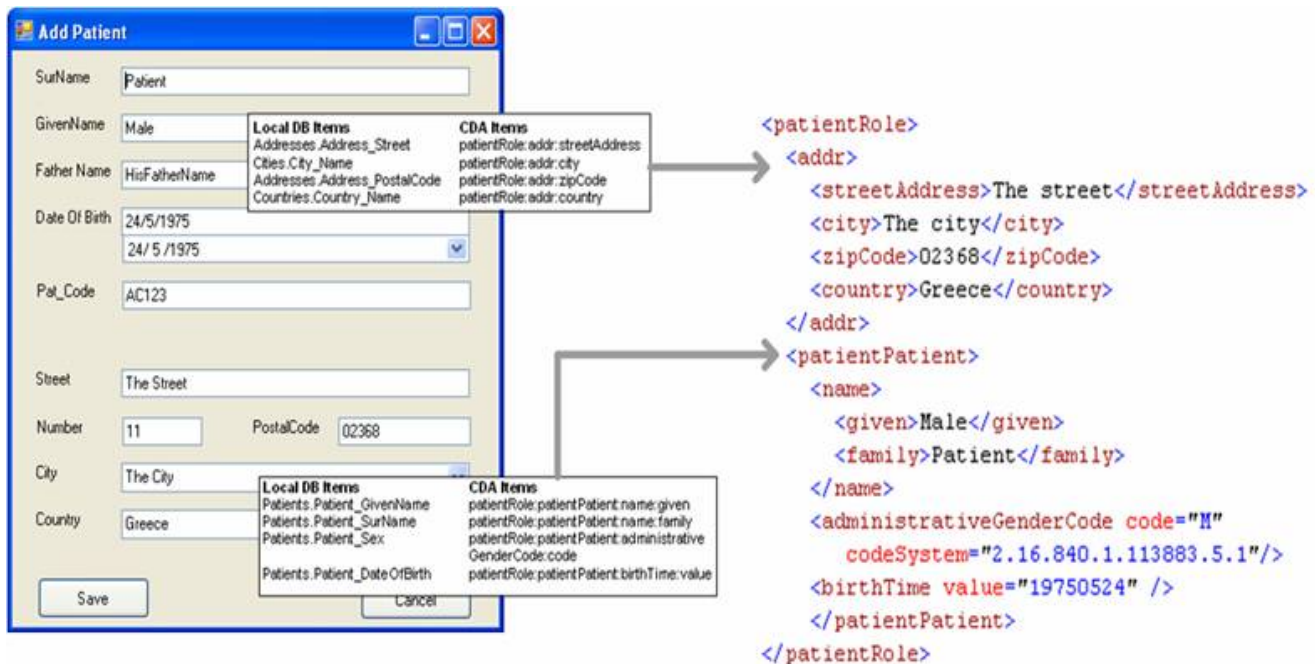 Add Patient
SurName Patient
GivenName Male
Father Name HisFatherName
Date Of Birth 24/5/1975
24/ 5 /1975
Pat_Code AC123
Street The Street
Number 11 PostalCode 02368
City The City
Country Greece
Save Cancel
Local DB Items CDA Items
Addresses.Address_Street patientRole:addr:streetAddress
Cities.City_Name patientRole:addr:city
Addresses.Address_PostalCode patientRole:addr:zipCode
Countries.Country_Name patientRole:addr:country
Local DB Items CDA Items
Patients.Patient_GivenName patientRole:patientPatient:name:given
Patients.Patient_SurName patientRole:patientPatient:name:family
Patients.Patient_Sex patientRole:patientPatient:administrative
GenderCode:code
Patients.Patient_DateOfBirth patientRole:patientPatient:birthTime:value
<patientRole>
<addr>
<streetAddress>The street</streetAddress>
<city>The city</city>
<zipCode>02368</zipCode>
<country>Greece</country>
</addr>
<patientPatient>
<name>
<given>Male</given>
<family>Patient</family>
</name>
<administrativeGenderCode code="M"
codeSystem="2.16.840.1.113883.5.1"/>
<birthTime value="19750524" />
</patientPatient>
</patientRole>